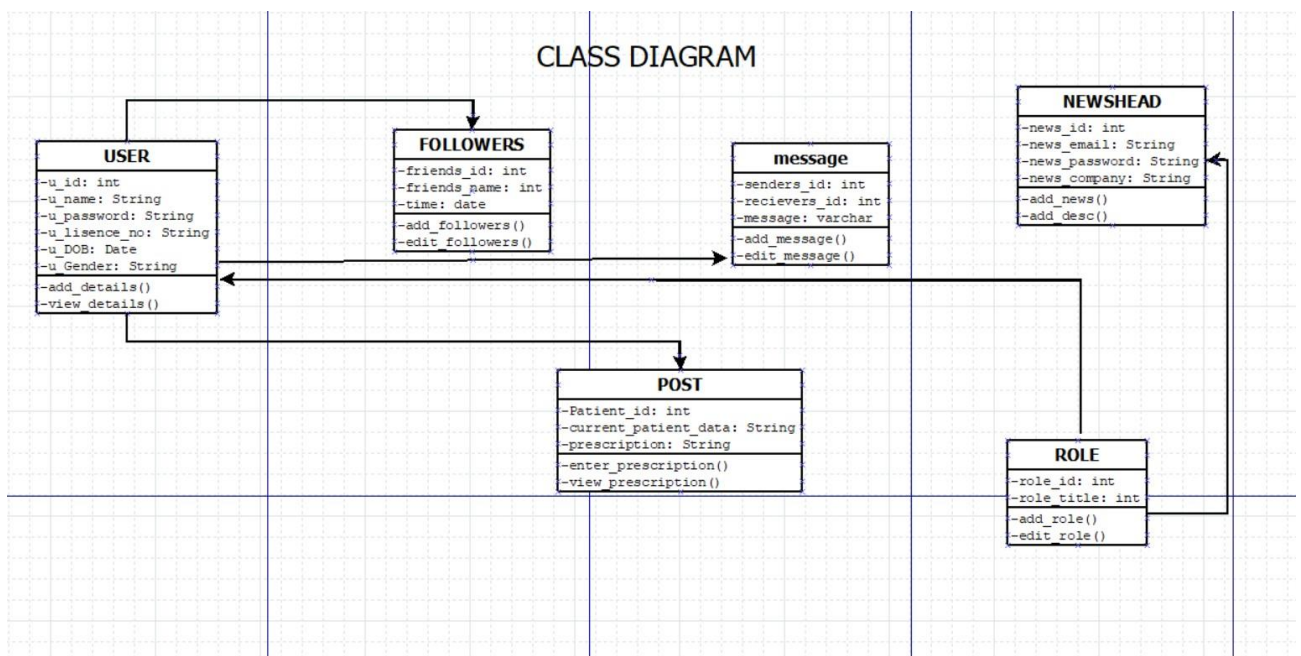 CLASS DIAGRAM
USER
-u_id: int
-u_name: String
-u_password: String
-u_lisence_no: String
-u_DOB: Date
-u_Gender: String
-add_details()
-view_details()
FOLLOWERS
-friends_id: int
-friends_name: int
-time: date
-add_followers()
-edit_followers()
message
-senders_id: int
-recievers_id: int
-message: varchar
-add_message()
-edit_message()
NEWSHEAD
-news_id: int
-news_email: String
-news_password: String
-news_company: String
-add_news()
-add_desc()
POST
-Patient_id: int
-current_patient_data: String
-prescription: String
-enter_prescription()
-view_prescription()
ROLE
-role_id: int
-role_title: int
-add_role()
-edit_role()